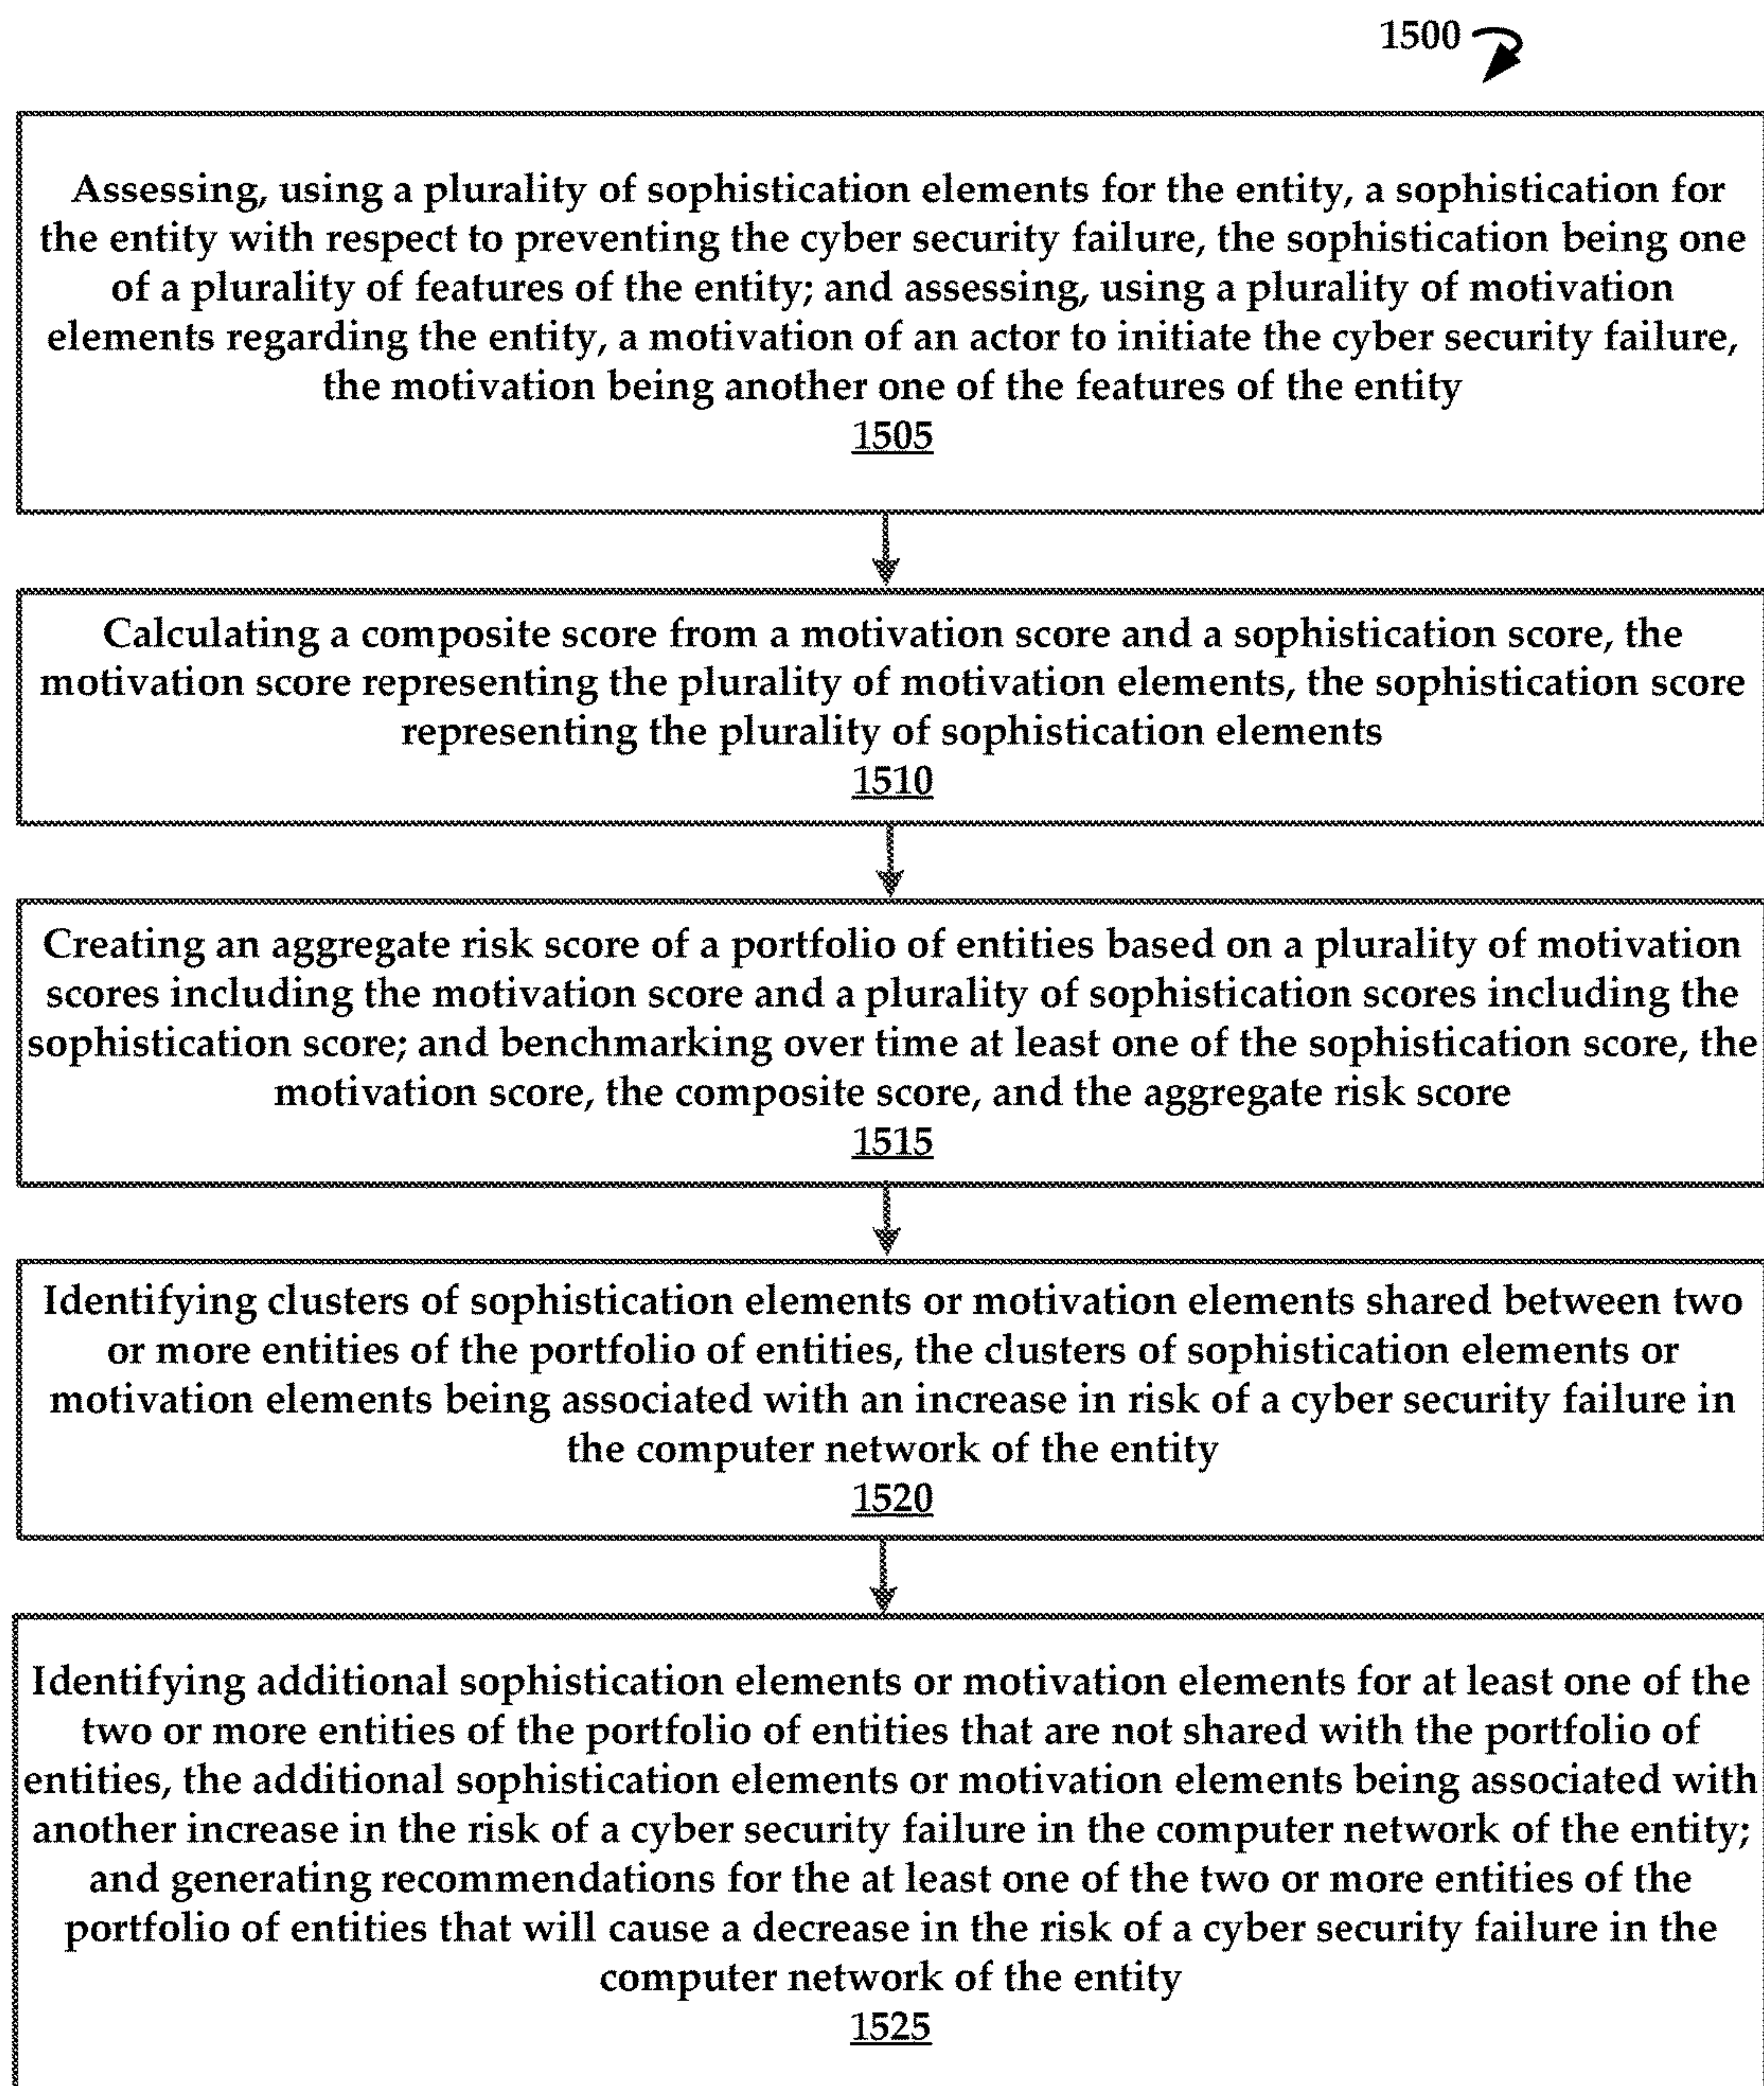 1500
Assessing, using a plurality of sophistication elements for the entity, a sophistication for
the entity with respect to preventing the cyber security failure, the sophistication being one
of a plurality of features of the entity; and assessing, using a plurality of motivation
elements regarding the entity, a motivation of an actor to initiate the cyber security failure,
the motivation being another one of the features of the entity
1505
Calculating a composite score from a motivation score and a sophistication score, the
motivation score representing the plurality of motivation elements, the sophistication score
representing the plurality of sophistication elements
1510
Creating an aggregate risk score of a portfolio of entities based on a plurality of motivation
scores including the motivation score and a plurality of sophistication scores including the
sophistication score; and benchmarking over time at least one of the sophistication score, the
motivation score, the composite score, and the aggregate risk score
1515
Identifying clusters of sophistication elements or motivation elements shared between two
or more entities of the portfolio of entities, the clusters of sophistication elements or
motivation elements being associated with an increase in risk of a cyber security failure in
the computer network of the entity
1520
Identifying additional sophistication elements or motivation elements for at least one of the
two or more entities of the portfolio of entities that are not shared with the portfolio of
entities, the additional sophistication elements or motivation elements being associated with
another increase in the risk of a cyber security failure in the computer network of the entity;
and generating recommendations for the at least one of the two or more entities of the
portfolio of entities that will cause a decrease in the risk of a cyber security failure in the
computer network of the entity
1525